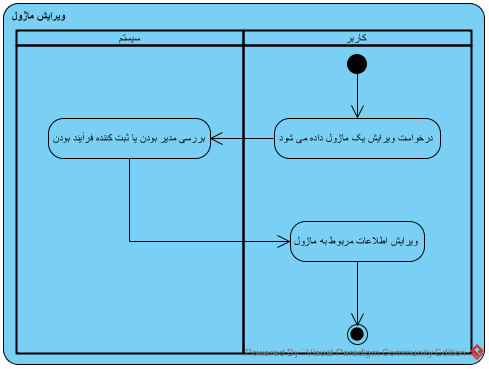 ویرایش ماژول
کاربر
سیستم
درخواست ویرایش یک ماژول داده می شود
بررسی مدیر بودن یا ثبت کننده فرآیند بودن
ویرایش اطلاعات مربوط به ماژول
Powered By: Visual Paradigm Community Edition